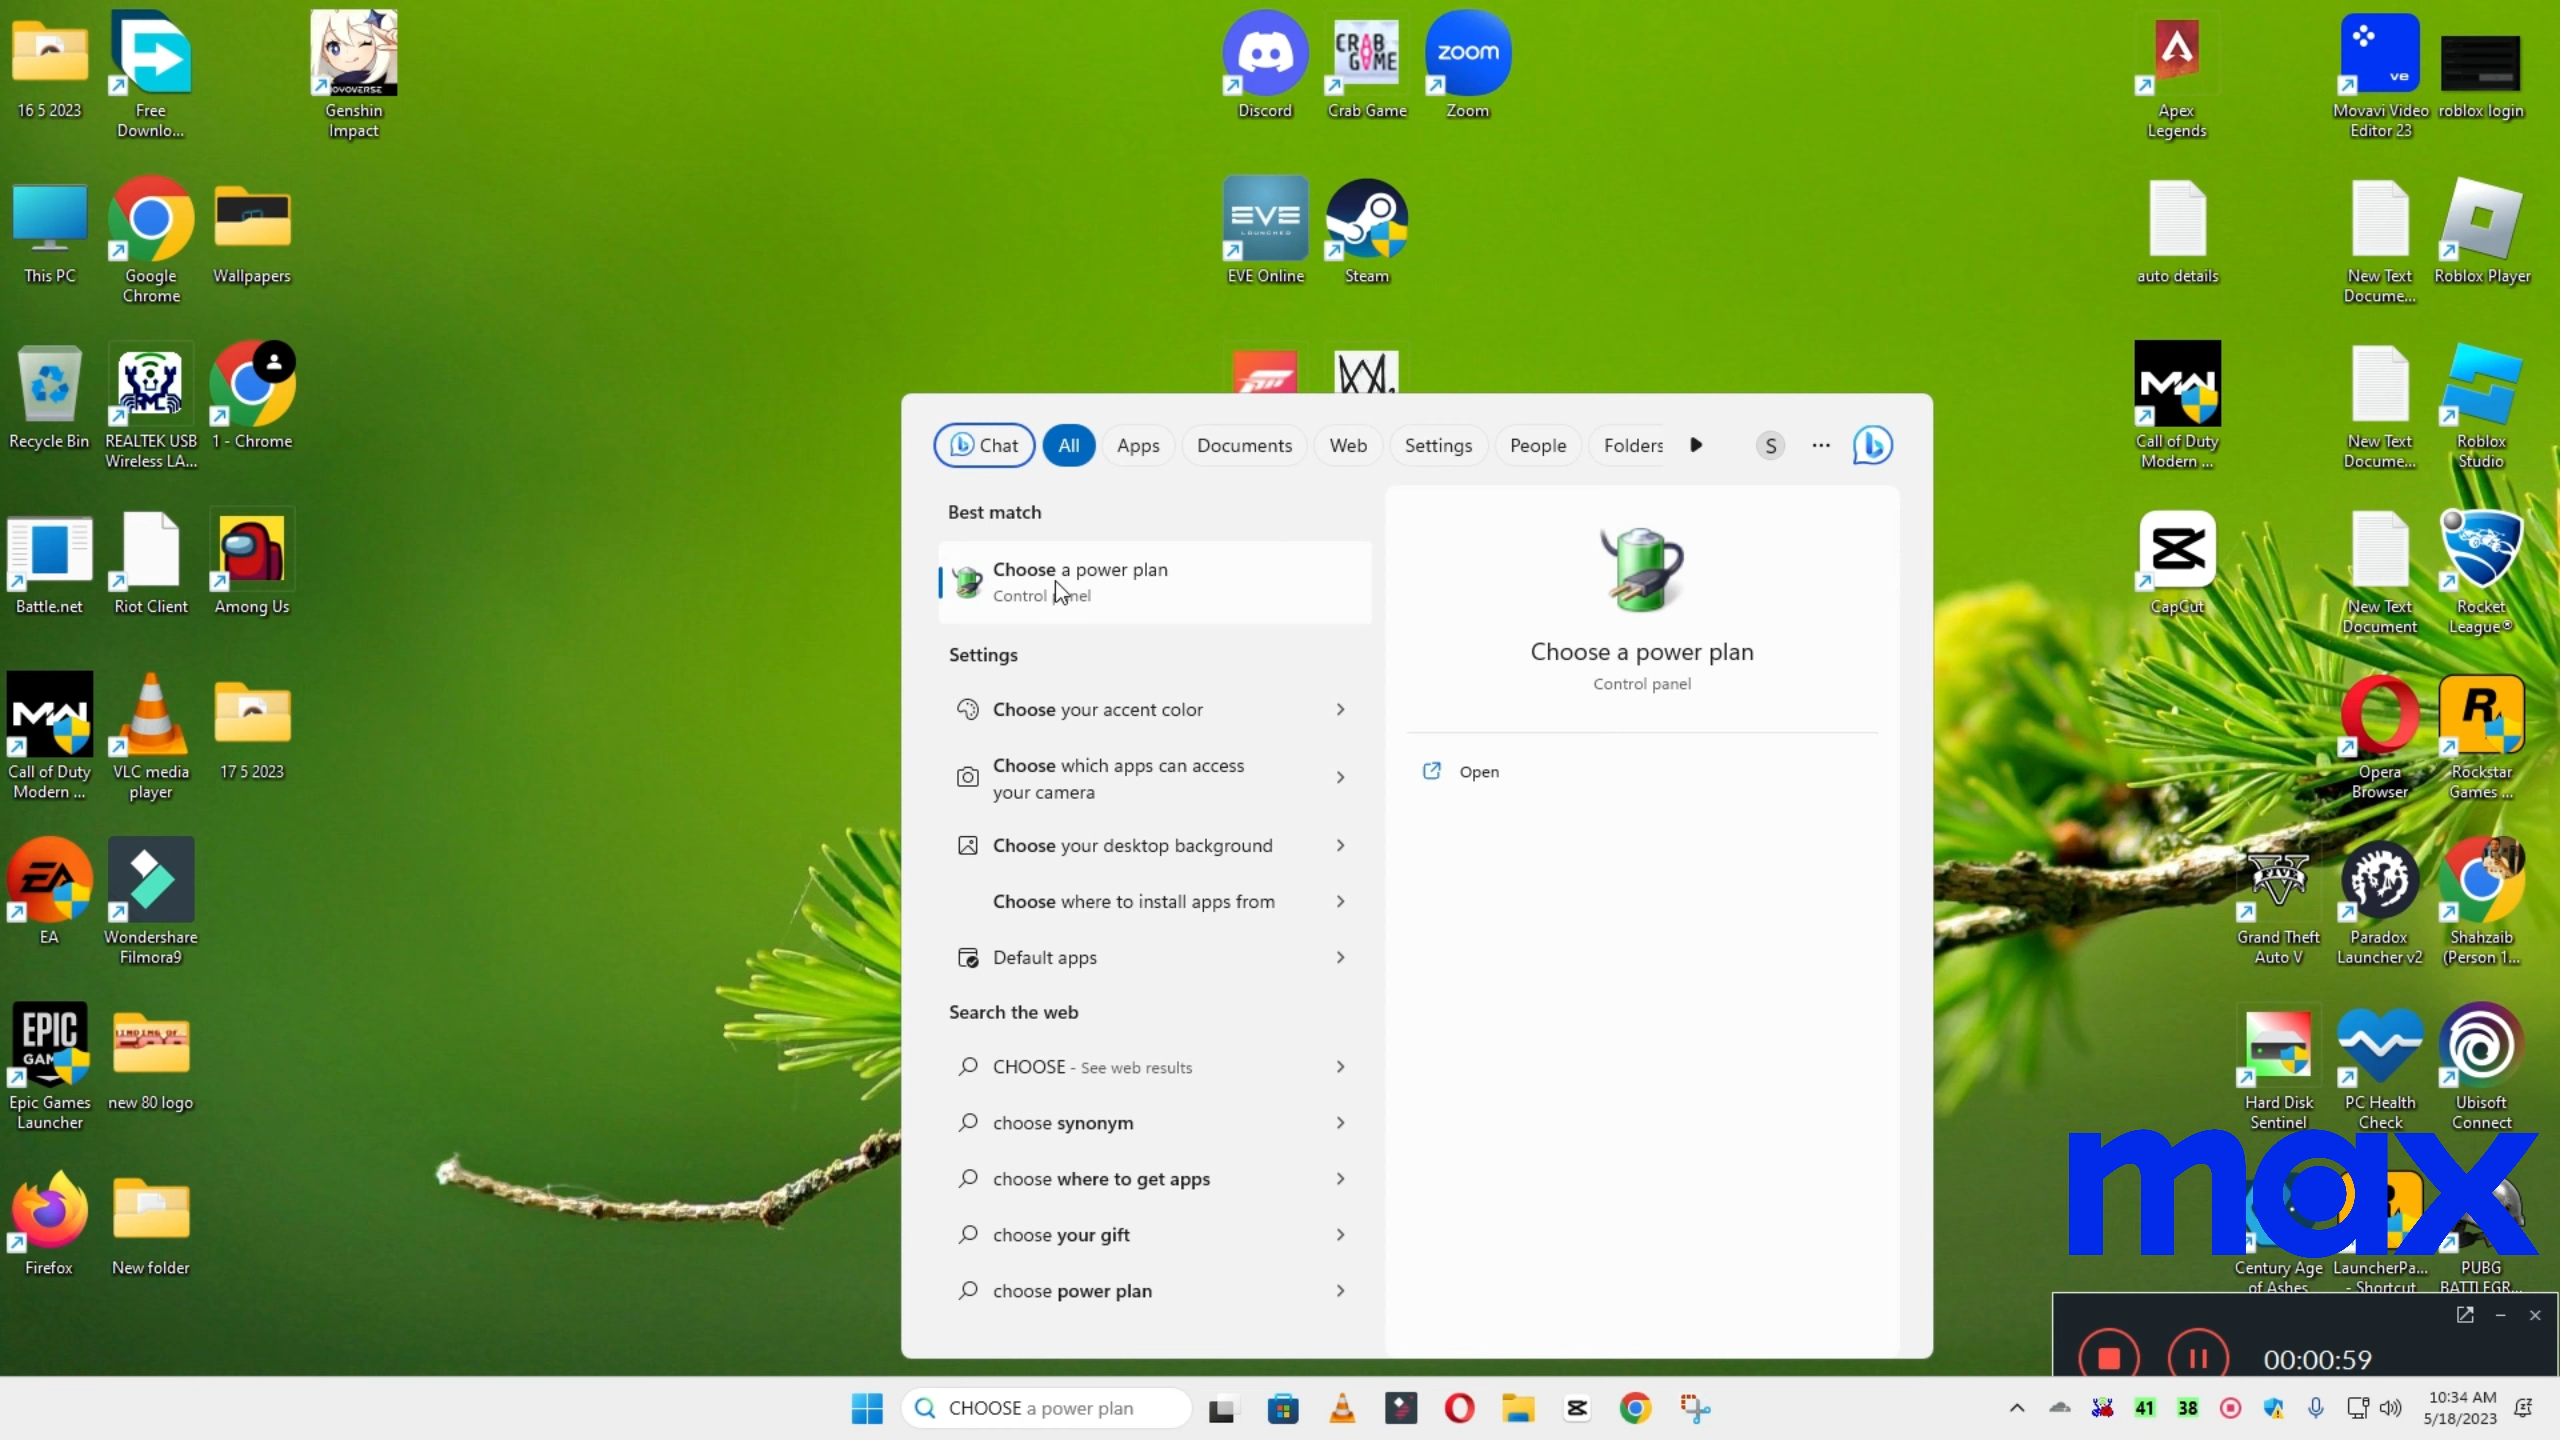 16 5 2023
Free
Downlo...
Genshin
Impact
This PC
Google
Chrome
Wallpapers
Recycle Bin
REALTEK USB
Wireless LA...
1 - Chrome
Battle.net
Riot Client
Among Us
MW
Call of Duty
Modern ...
VLC media
player
17 5 2023
EA
EA
Wondershare
Filmora9
EPIC
Epic Games
Launcher
new 80 logo
Firefox
New folder
Discord
CRAB
GAME
Crab Game
zoom
Zoom
EVE
EVE Online
Steam
Apex
Legends
ve
Movavi Video
Editor 23
roblox login
auto details
New Text
Docume...
Roblox Player
MW
Call of Duty
Modern ...
New Text
Docume...
Roblox
Studio
CapCut
New Text
Document
Rocket
League®
Opera
Browser
Rockstar
Games ...
FIVE
Grand Theft
Auto V
Paradox
Launcher v2
Shahzaib
(Person 1...
Hard Disk
Sentinel
PC Health
Check
Ubisoft
Connect
max
Century Age
of Ashes
LauncherPa...
- Shortcut
PUBG
BATTLEGR...
Chat
All
Apps
Documents
Web
Settings
People
Folders
S
Best match
Choose a power plan
Control panel
Settings
Choose your accent color
Choose which apps can access
your camera
Choose your desktop background
Choose where to install apps from
Default apps
Search the web
CHOOSE - See web results
choose synonym
choose where to get apps
choose your gift
choose power plan
Choose a power plan
Control panel
Open
00:00:59
CHOOSE a power plan
41
38
10:34 AM
5/18/2023